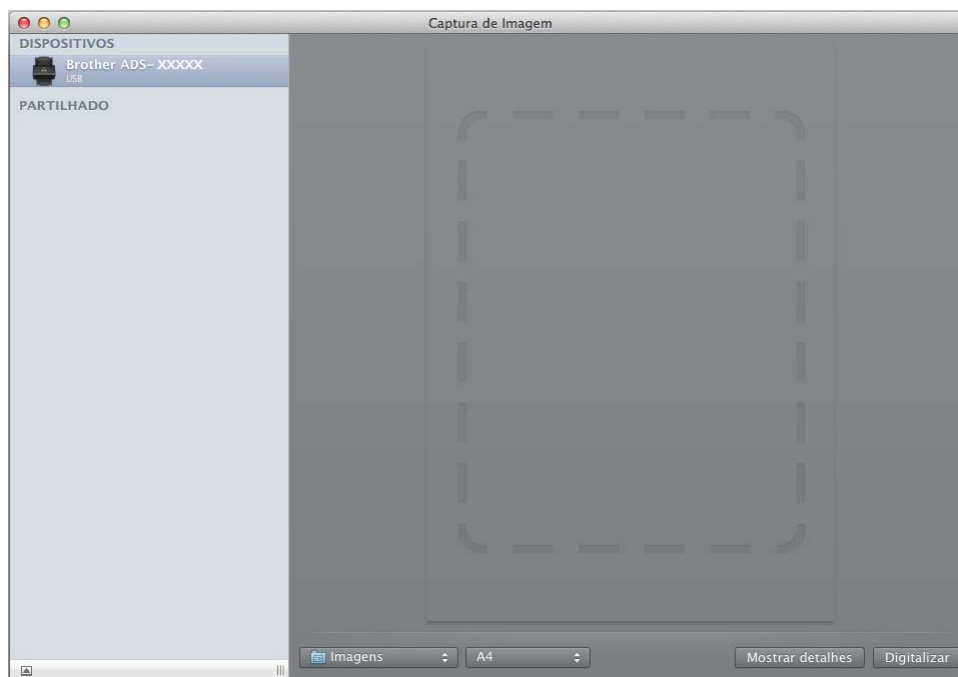 Captura de Imagem
DISPOSITIVOS
Brother ADS-XXXXX
USB
PARTILHADO
Imagens
A4
Mostrar detalhes
Digitalizar